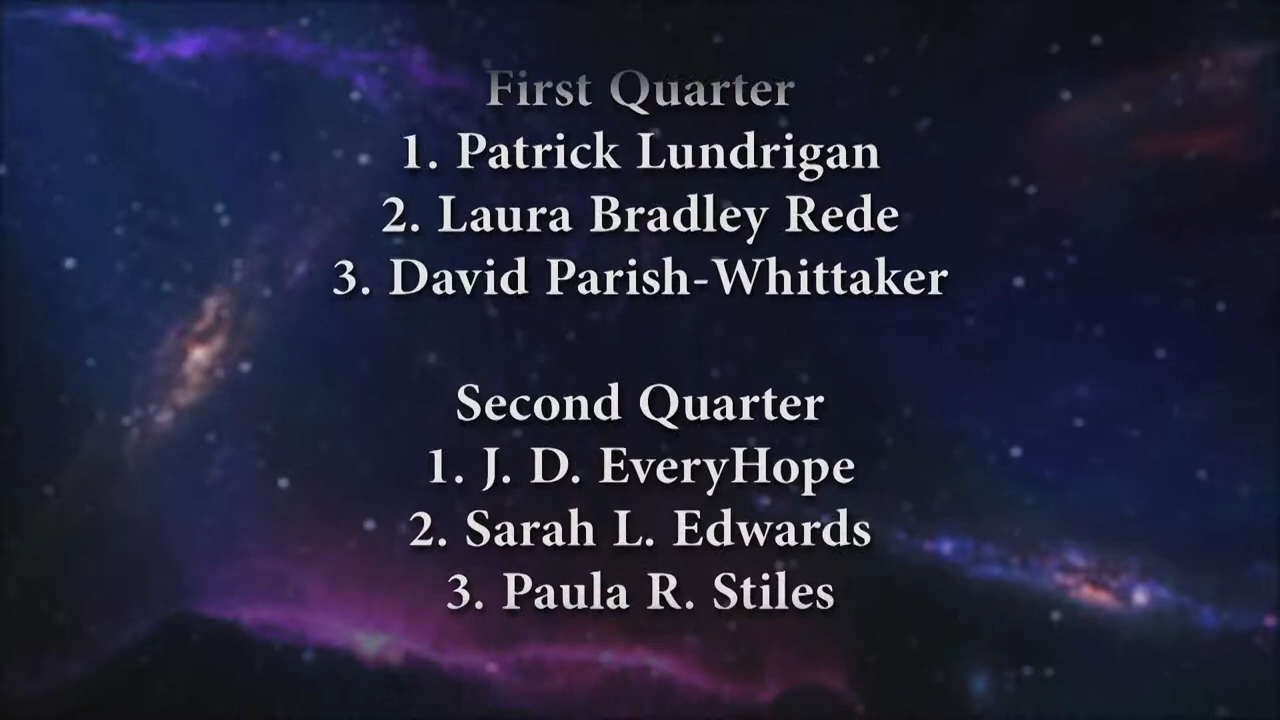 First Quarter
1. Patrick Lundrigan
2. Laura Bradley Rede
3. David Parish-Whittaker
Second Quarter
1. J. D. EveryHope
2. Sarah L. Edwards
3. Paula R. Stiles